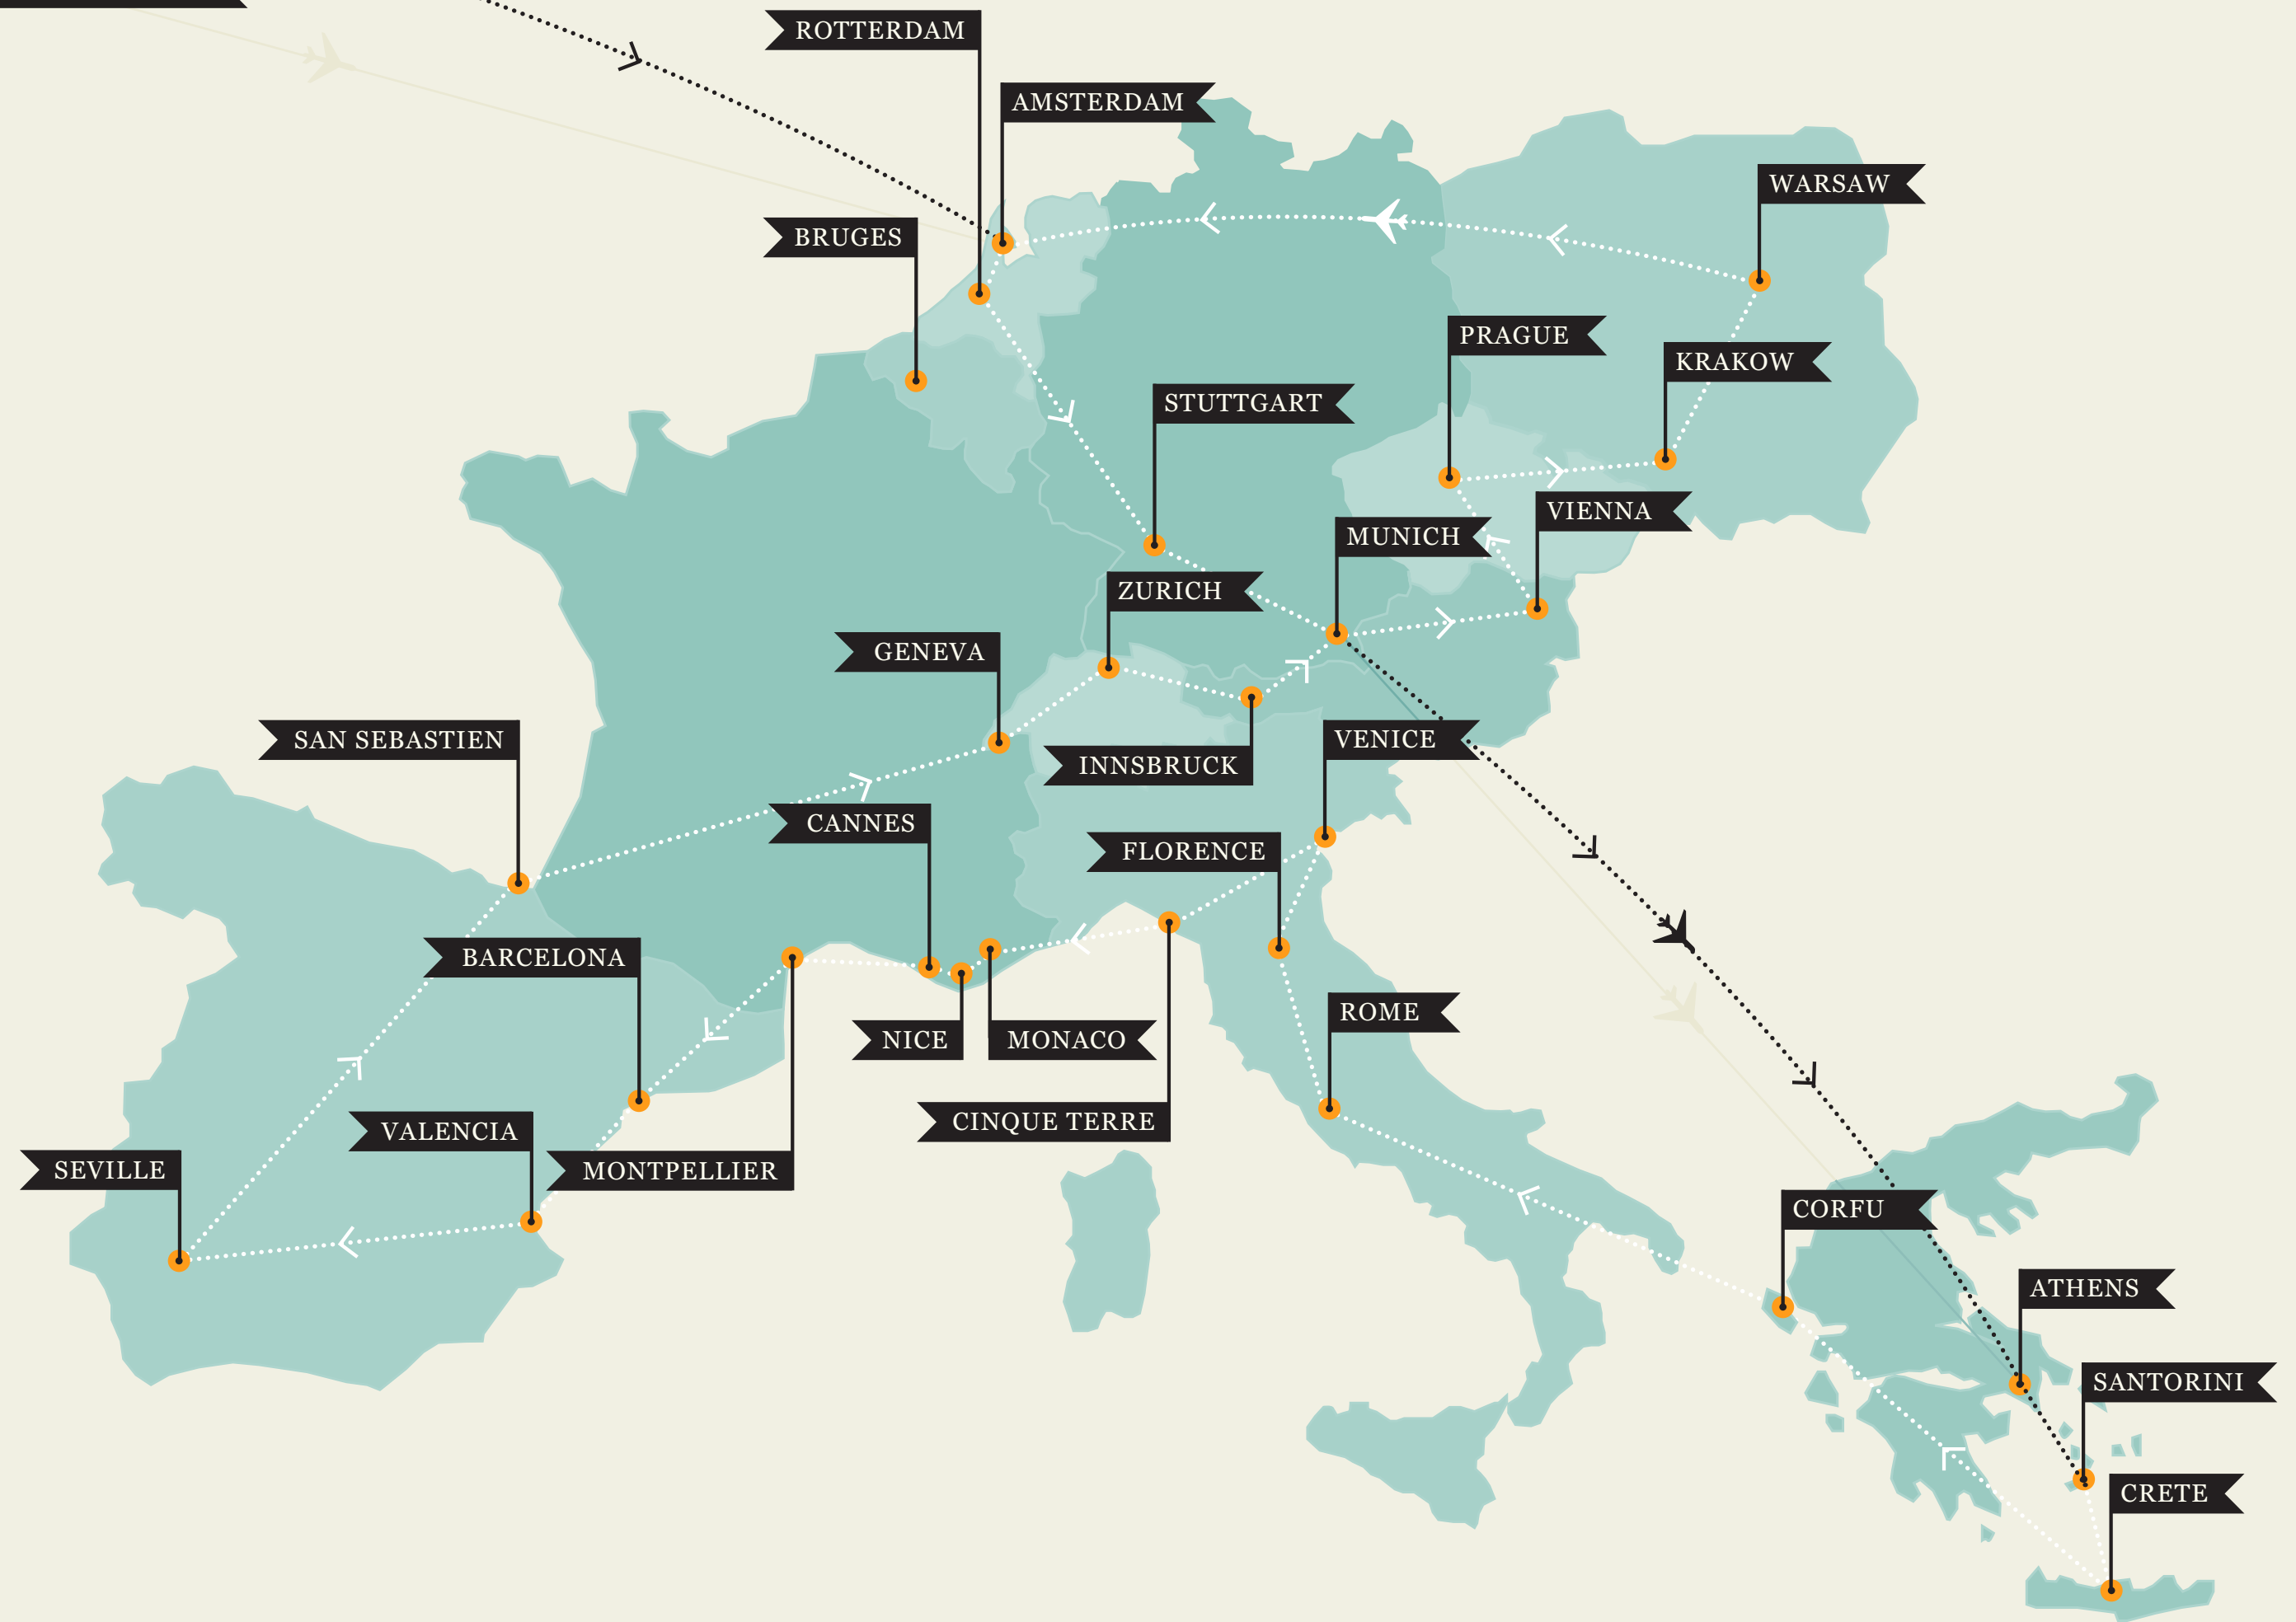 ROTTERDAM
AMSTERDAM
WARSAW
BRUGES
PRAGUE
KRAKOW
STUTTGART
VIENNA
MUNICH
ZURICH
GENEVA
SAN SEBASTIEN
VENICE
INNSBRUCK
CANNES
FLORENCE
BARCELONA
ROME
NICE
MONACO
CINQUE TERRE
VALENCIA
SEVILLE
MONTPELLIER
CORFU
ATHENS
SANTORINI
CRETE